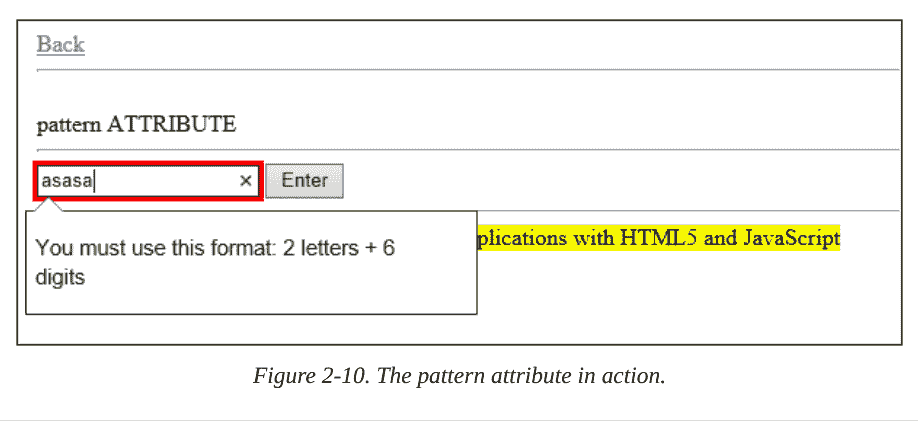 Back
pattern ATTRIBUTE
asasa × Enter
plications with HTML5 and JavaScript
You must use this format: 2 letters + 6
digits
Figure 2-10. The pattern attribute in action.